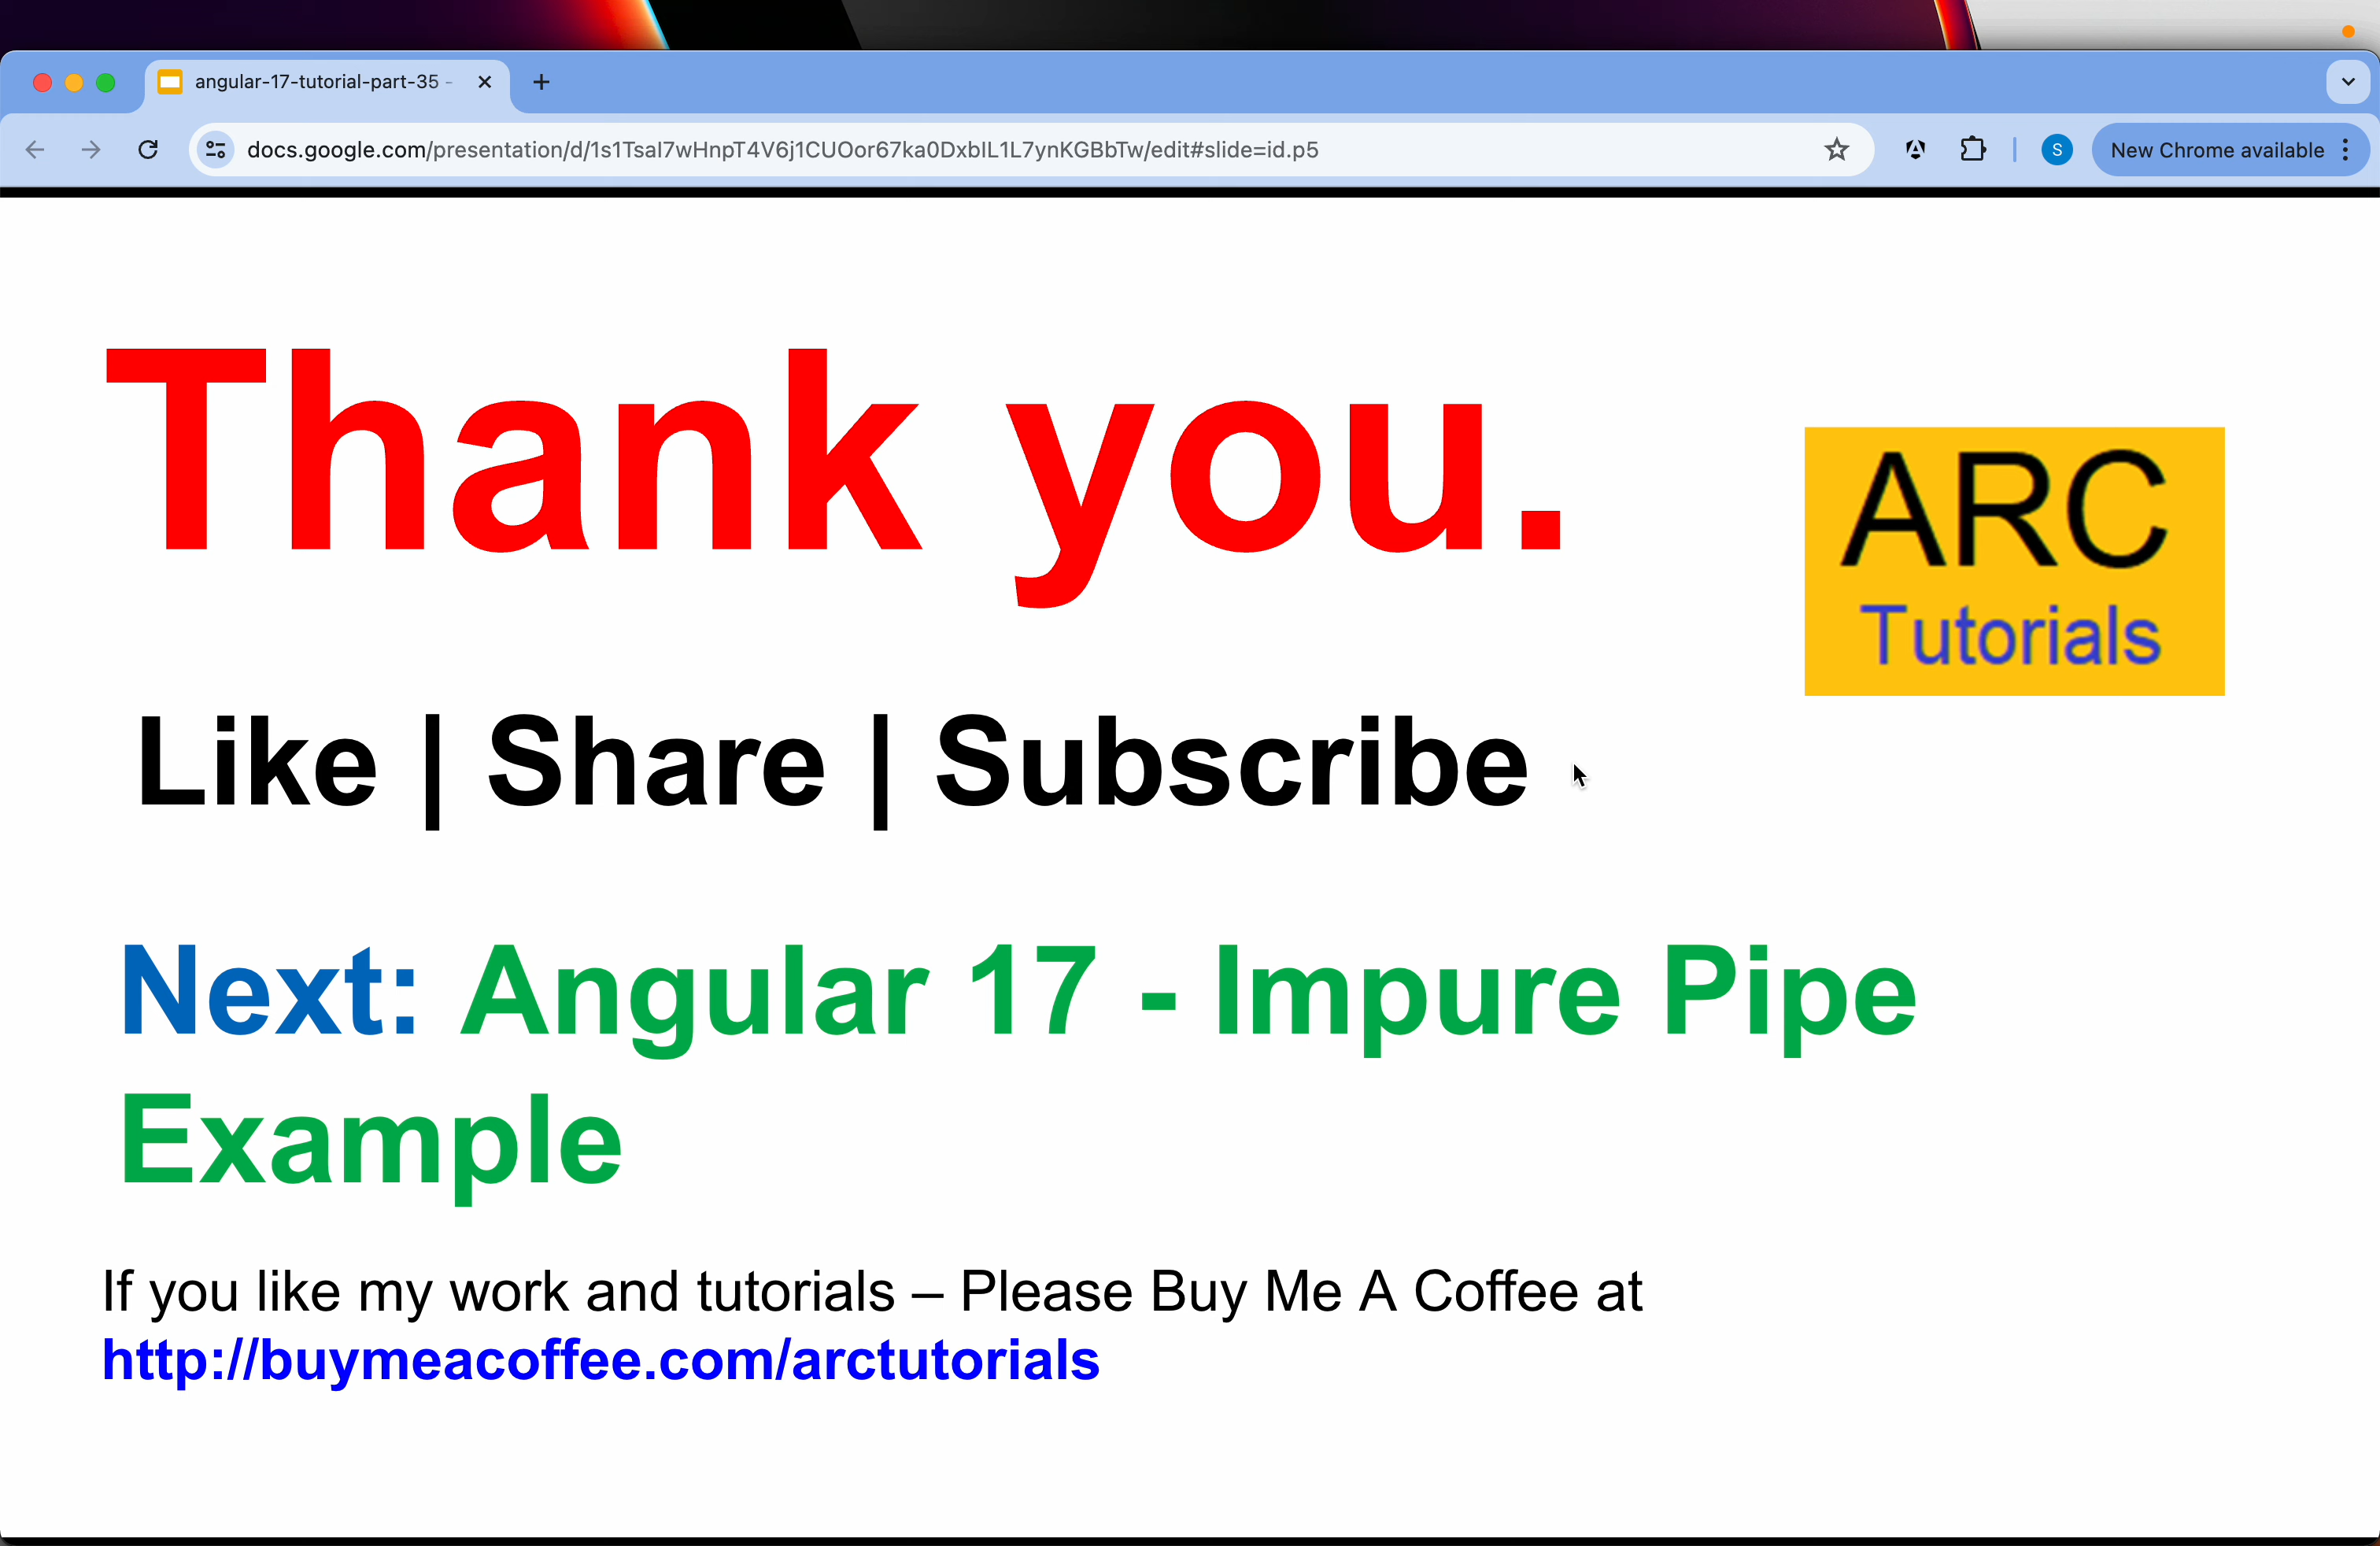 angular-17-tutorial-part-35 -
docs.google.com/presentation/d/1s1TsaI7wHnpT4V6j1CUOor67ka0DxbIL1L7ynKGBbTw/edit#slide=id.p5
S
New Chrome available
Thank you.
ARC
Tutorials
Like | Share | Subscribe
Next: Angular 17 - Impure Pipe
Example
If you like my work and tutorials – Please Buy Me A Coffee at
http://buymeacoffee.com/arctutorials